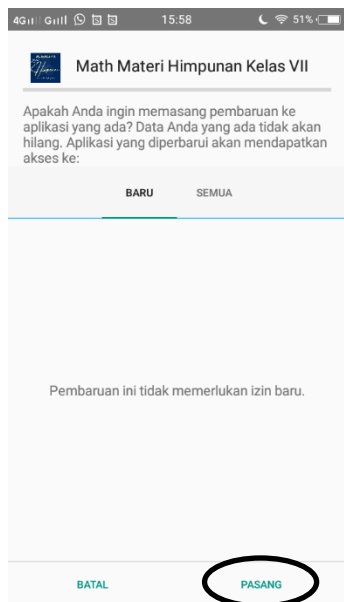 4G G 15:58 51%
Math Materi Himpunan Kelas VII
Apakah Anda ingin memasang pembaruan ke
aplikasi yang ada? Data Anda yang ada tidak akan
hilang. Aplikasi yang diperbarui akan mendapatkan
akses ke:
BARU SEMUA
Pembaruan ini tidak memerlukan izin baru.
BATAL PASANG